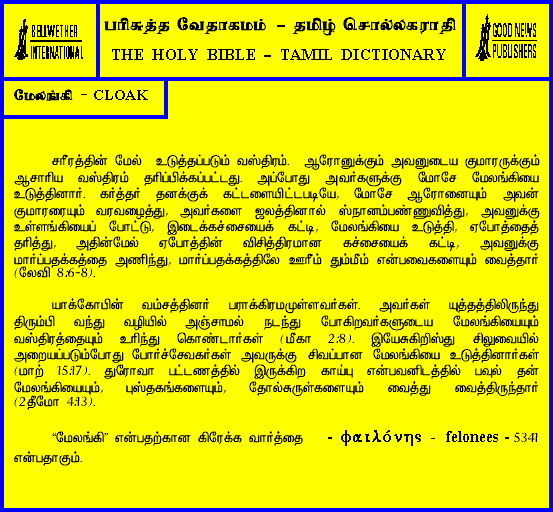 BELLWETHER
INTERNATIONAL
பரிசுத்த வேதாகமம் - தமிழ் சொல்லகராதி
THE HOLY BIBLE - TAMIL DICTIONARY
GOOD NEWS
PUBLISHERS
மேலங்கி - CLOAK
சரீரத்தின் மேல் உடுத்தப்படும் வஸ்திரம். ஆரோனுக்கும் அவனுடைய குமாரருக்கும்
ஆசாரிய வஸ்திரம் தரிப்பிக்கப்பட்டது. அப்போது அவர்களுக்கு மோசே மேலங்கியை
உடுத்தினார். கர்த்தர் தனக்குக் கட்டளையிட்டபடியே, மோசே ஆரோனையும் அவன்
குமாரரையும் வரவழைத்து, அவர்களை ஜலத்தினால் ஸ்நானம்பண்ணுவித்து, அவனுக்கு
உள்ளங்கியைப் போட்டு, இடைக்கச்சையைக் கட்டி, மேலங்கியை உடுத்தி, ஏபோத்தைத்
தரித்து, அதின்மேல் ஏபோத்தின் விசித்திரமான கச்சையைக் கட்டி, அவனுக்கு
மார்ப்பதக்கத்தை அணிந்து, மார்ப்பதக்கத்திலே ஊரீம் தும்மீம் என்பவைகளையும் வைத்தார்
(லேவி 8:6-8).
யாக்கோபின் வம்சத்தினர் பராக்கிரமமுள்ளவர்கள். அவர்கள் யுத்தத்திலிருந்து
திரும்பி வந்து வழியில் அஞ்சாமல் நடந்து போகிறவர்களுடைய மேலங்கியையும்
வஸ்திரத்தையும் உரிந்து கொண்டார்கள் (மீகா 2:8). இயேசுகிறிஸ்து சிலுவையில்
அறையப்படும்போது போர்ச்சேவகர்கள் அவருக்கு சிவப்பான மேலங்கியை உடுத்தினார்கள்
(மாற் 15:17). துரோவா பட்டணத்தில் இருக்கிற காய்பு என்பவனிடத்தில் பவுல் தன்
மேலங்கியையும், புஸ்தகங்களையும், தோல்சுருள்களையும் வைத்து வைத்திருந்தார்
(2தீமோ 4:13).
"மேலங்கி" என்பதற்கான கிரேக்க வார்த்தை - φαιλόνης - felonees - 5341
என்பதாகும்.